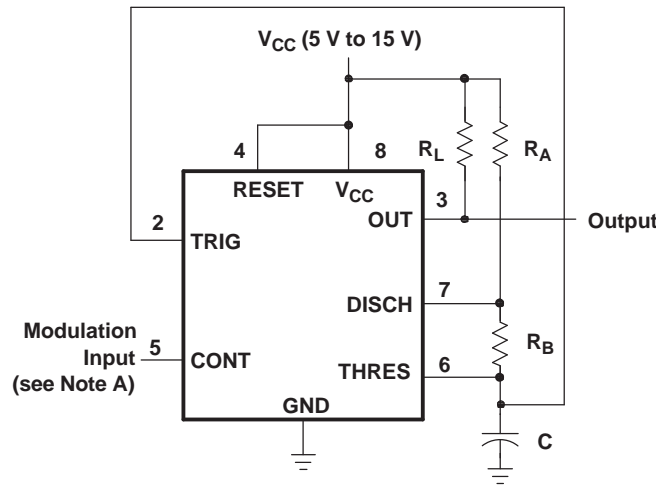 V_CC (5 V to 15 V)
4
8
R_L
R_A
RESET
V_CC
3
2
OUT
Output
TRIG
7
DISCH
Modulation
Input
(see Note A)
5
CONT
R_B
6
THRES
GND
C